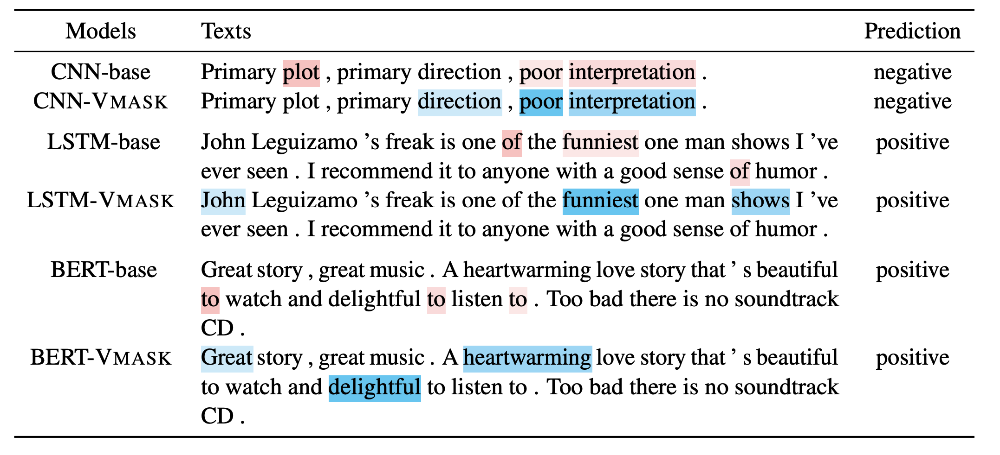 Models Texts Prediction
CNN-base Primary plot , primary direction , poor interpretation . negative
CNN-VMASK Primary plot , primary direction , poor interpretation . negative
LSTM-base John Leguizamo ’s freak is one of the funniest one man shows I ’ve positive
ever seen . I recommend it to anyone with a good sense of humor .
LSTM-VMASK John Leguizamo ’s freak is one of the funniest one man shows I ’ve positive
ever seen . I recommend it to anyone with a good sense of humor .
BERT-base Great story , great music . A heartwarming love story that ’ s beautiful positive
to watch and delightful to listen to . Too bad there is no soundtrack
CD .
BERT-VMASK Great story , great music . A heartwarming love story that ’ s beautiful positive
to watch and delightful to listen to . Too bad there is no soundtrack
CD .